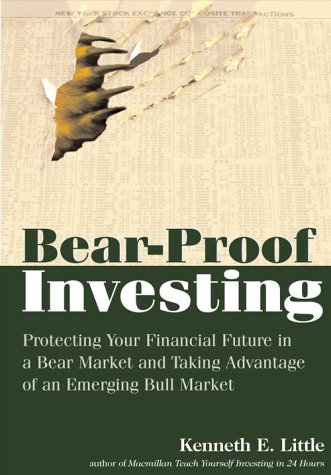 NEW YORK STOCK EXCHANGE COMPOSITE TRANSACTIONS
Bear-Proof
Investing
Protecting Your Financial Future in
a Bear Market and Taking Advantage
of an Emerging Bull Market
Kenneth E. Little
author of Macmillan Teach Yourself Investing in 24 Hours